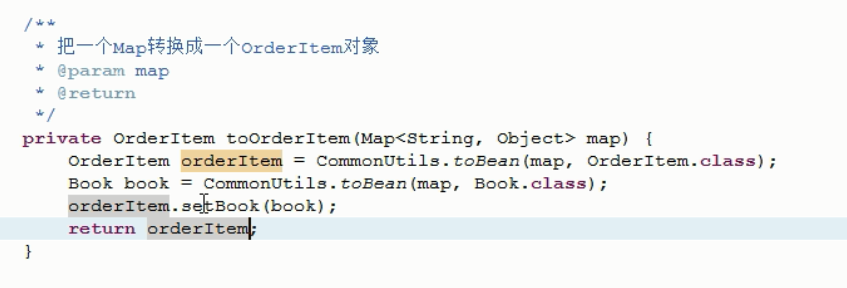 /**
 * 把一个Map转换成一个OrderItem对象
 * @param map
 * @return
 */
private OrderItem toOrderItem(Map<String, Object> map) {
    OrderItem orderItem = CommonUtils.toBean(map, OrderItem.class);
    Book book = CommonUtils.toBean(map, Book.class);
    orderItem.setBook(book);
    return orderItem;
}